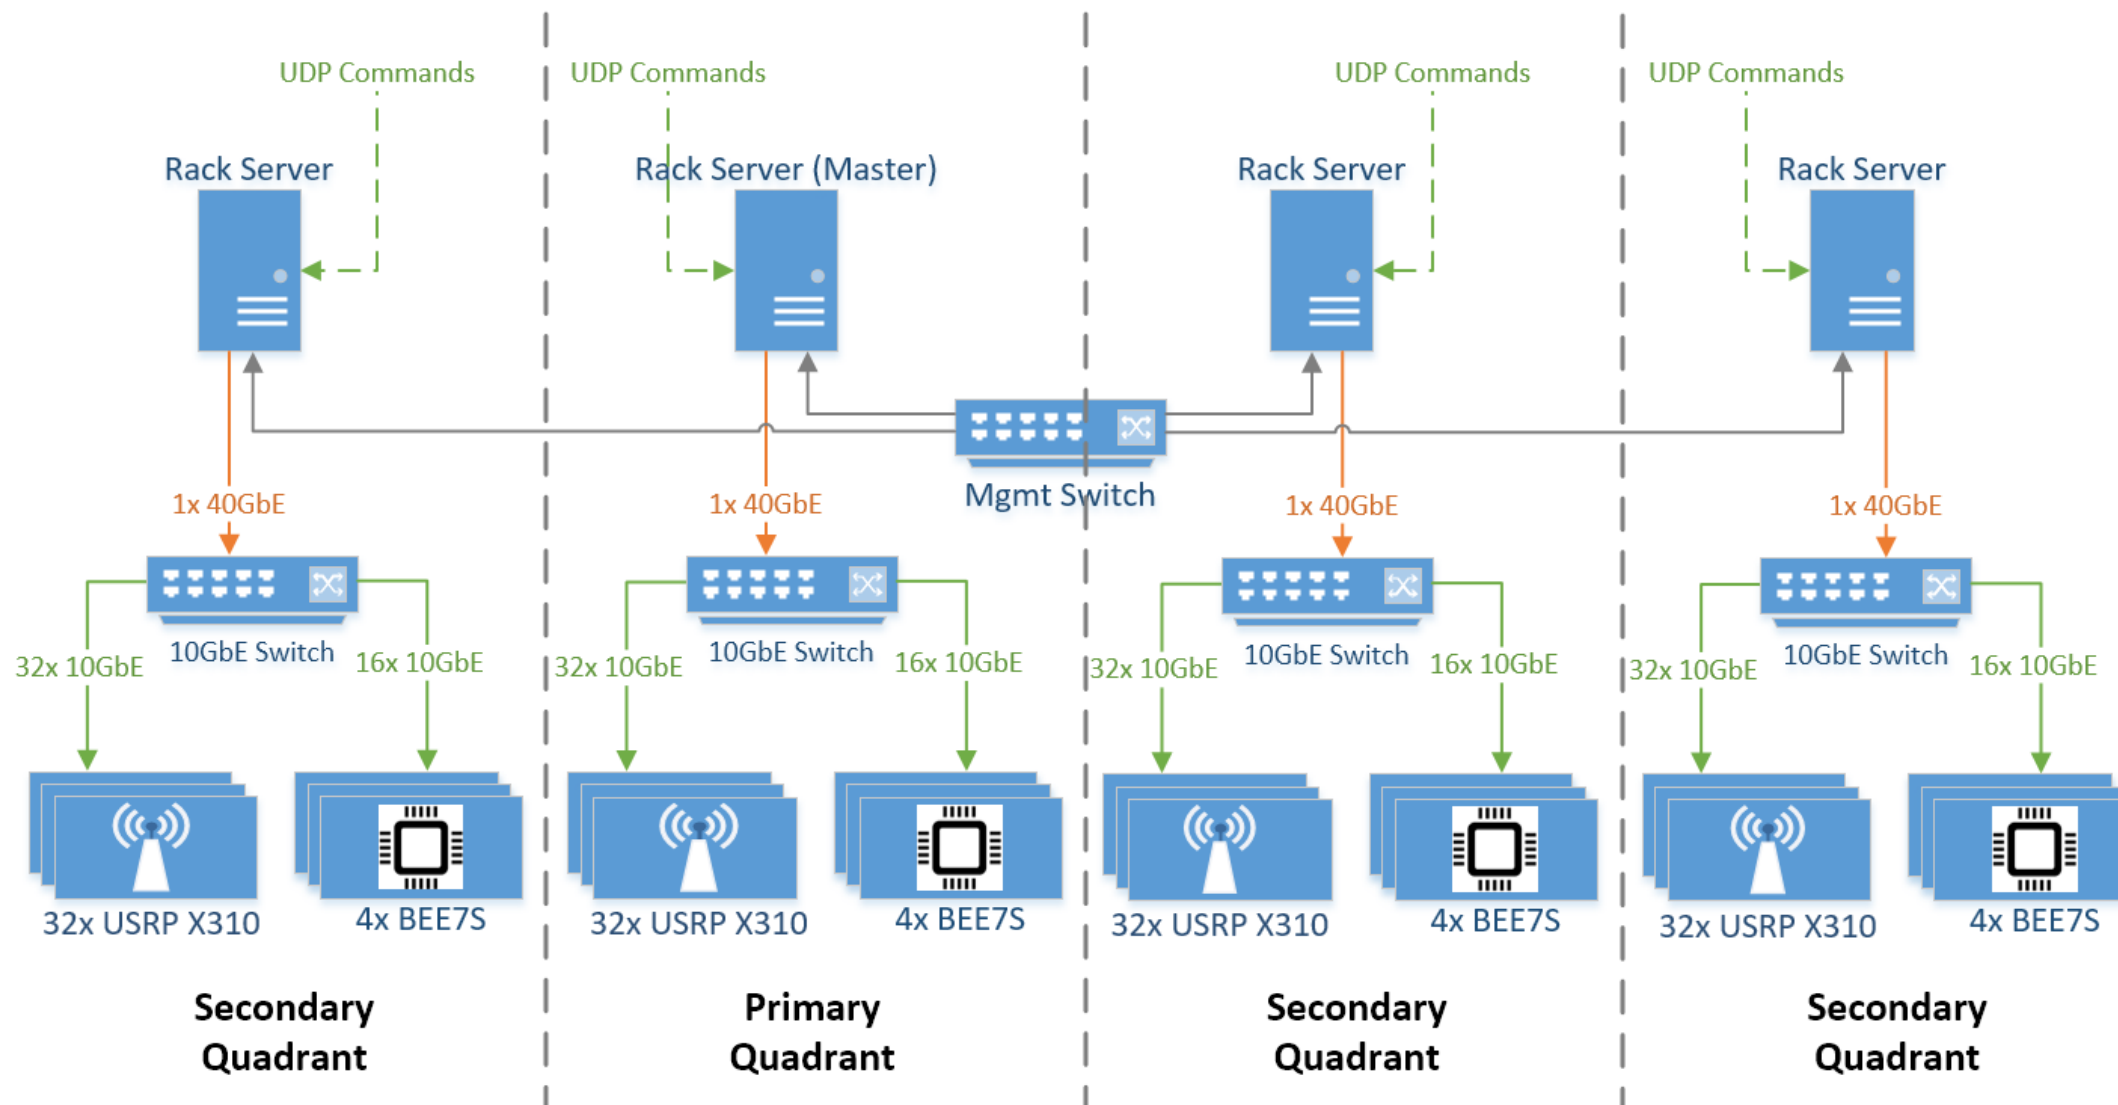 UDP Commands
UDP Commands
UDP Commands
UDP Commands
Rack Server
Rack Server (Master)
Rack Server
Rack Server
Mgmt Switch
1x 40GbE
1x 40GbE
1x 40GbE
1x 40GbE
10GbE Switch
10GbE Switch
10GbE Switch
10GbE Switch
32x 10GbE
16x 10GbE
32x 10GbE
16x 10GbE
32x 10GbE
16x 10GbE
32x 10GbE
16x 10GbE
32x USRP X310
4x BEE7S
32x USRP X310
4x BEE7S
32x USRP X310
4x BEE7S
32x USRP X310
4x BEE7S
Secondary
Quadrant
Primary
Quadrant
Secondary
Quadrant
Secondary
Quadrant